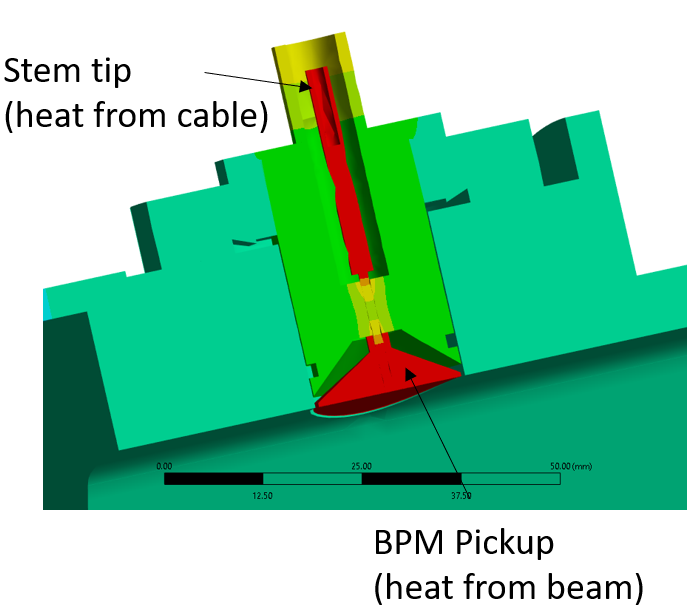 Stem tip
(heat from cable)
0.00 25.00 50.00 (mm)
12.50 37.50
BPM Pickup
(heat from beam)